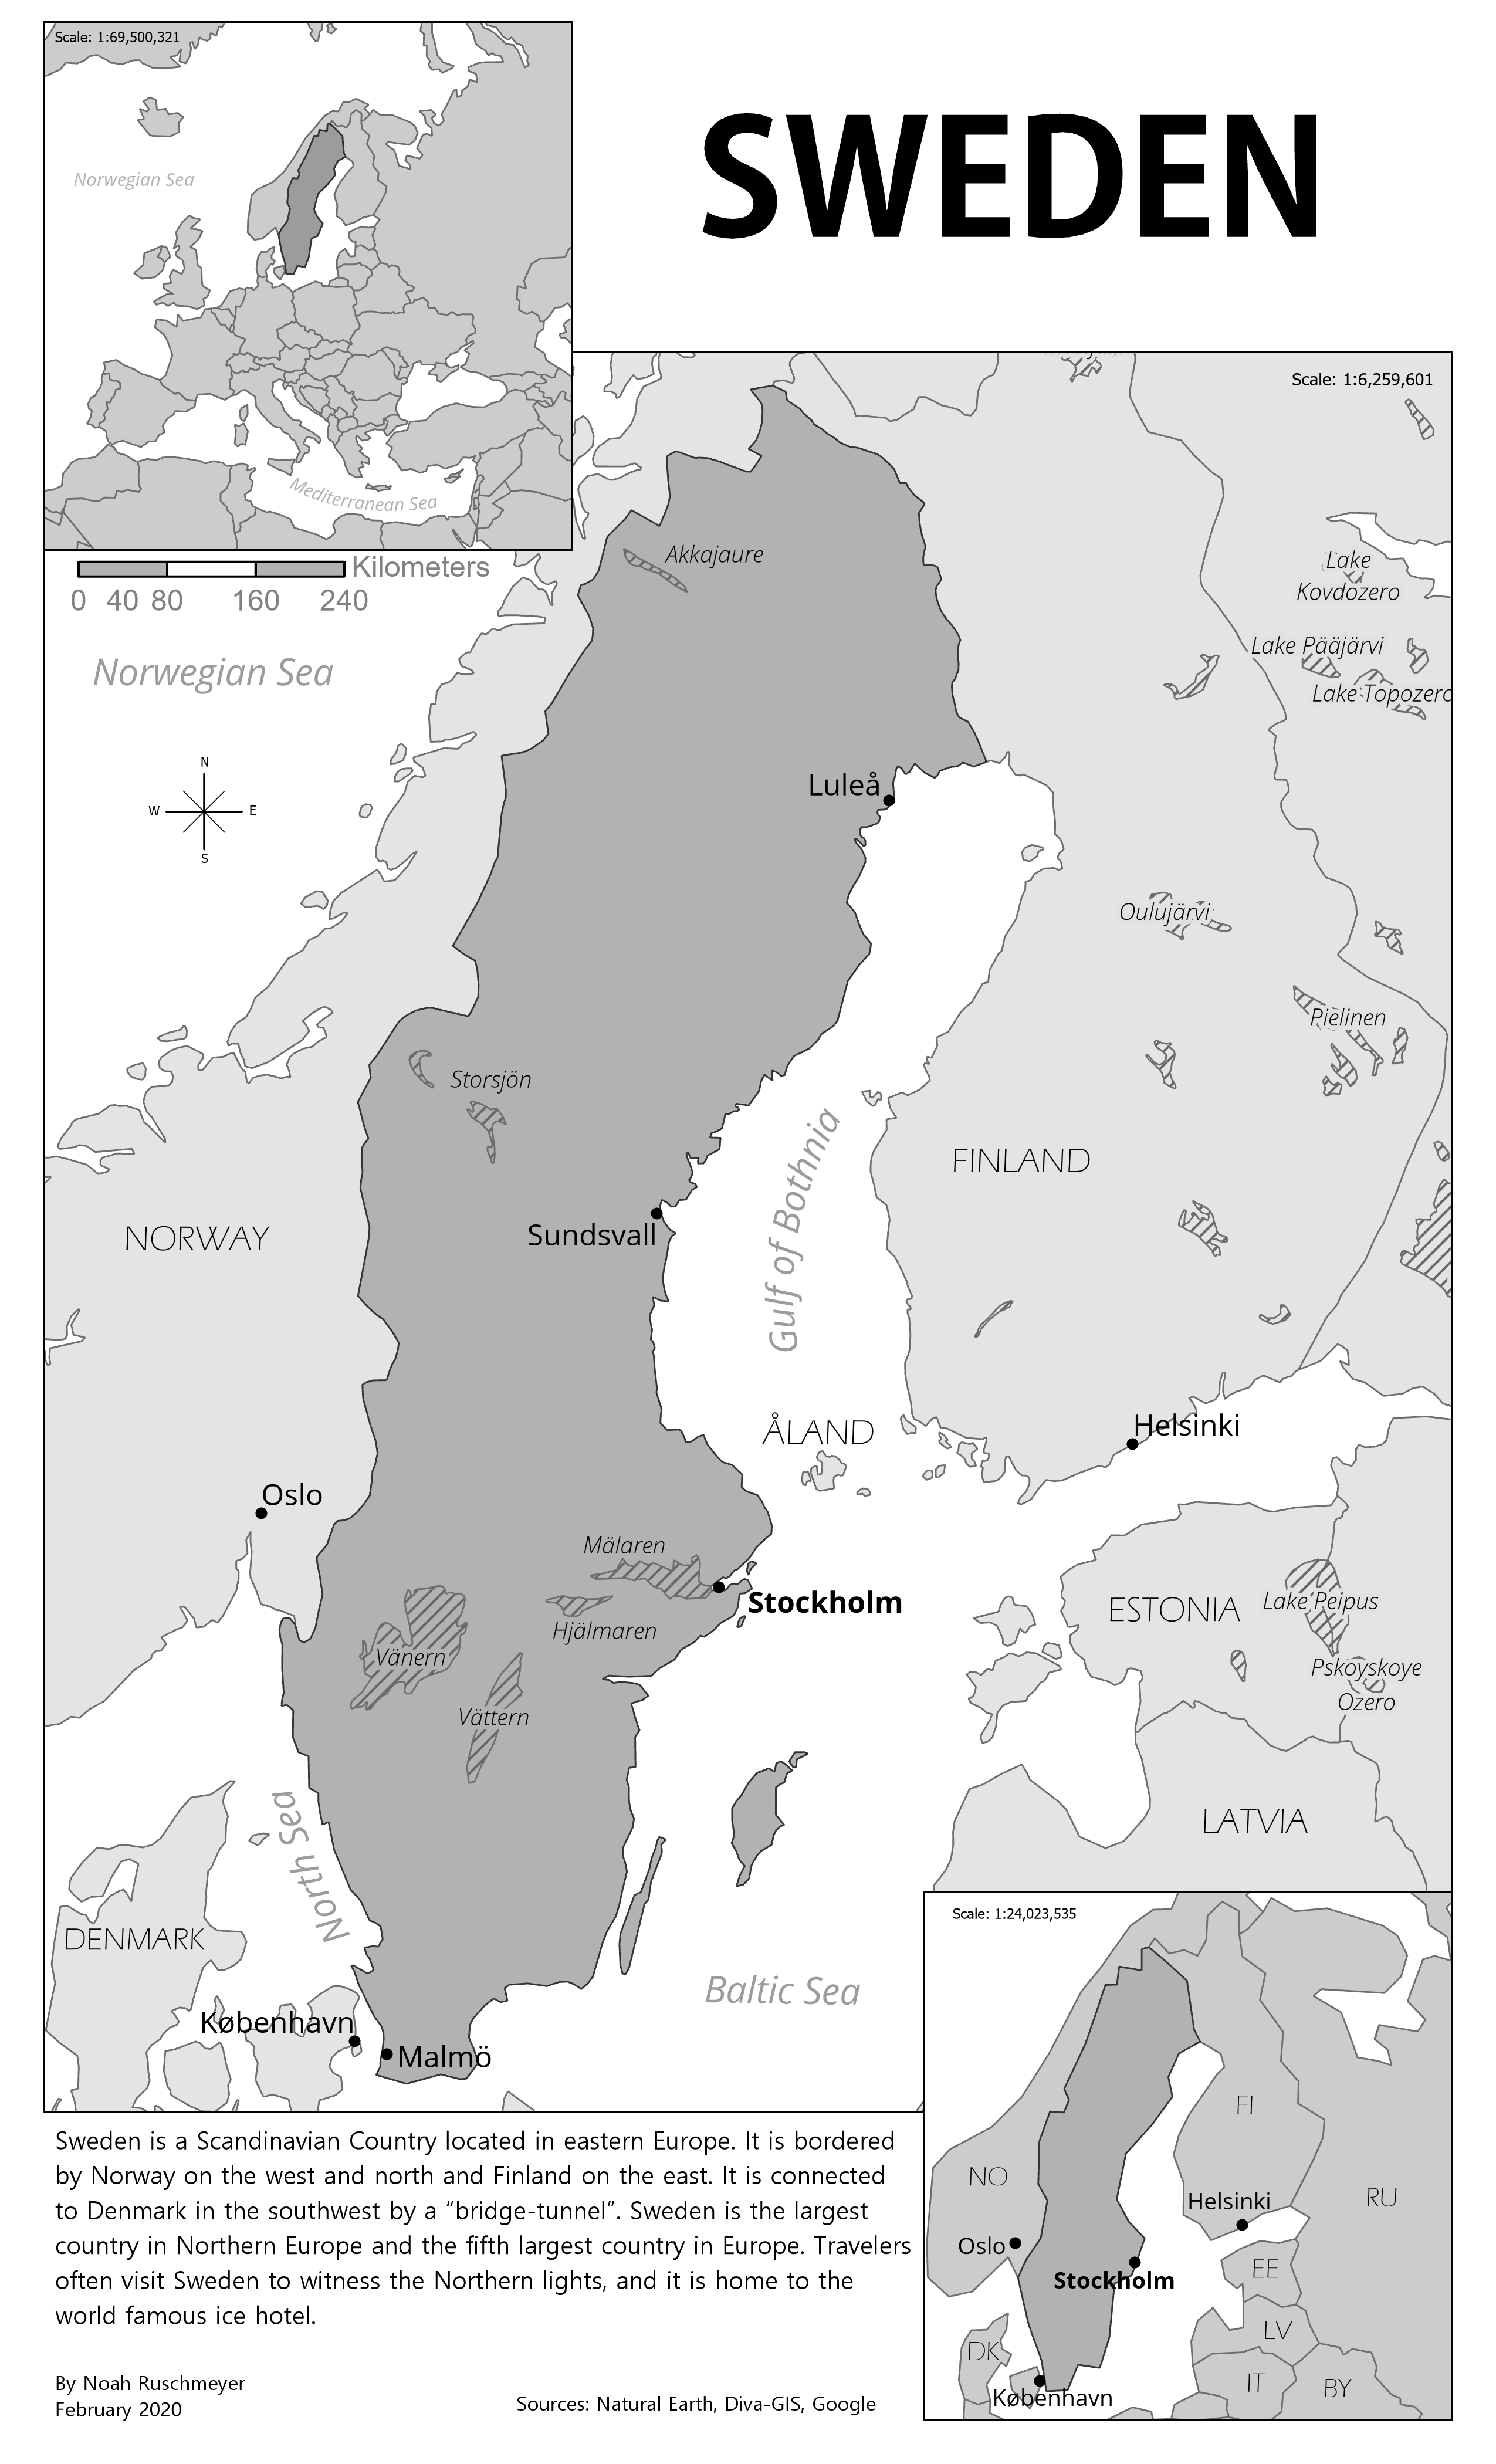 Scale: 1:69,500,321
Norwegian Sea
Mediterranean Sea
SWEDEN
Scale: 1:6,259,601
Kilometers
0 40 80 160 240
Norwegian Sea
N
W E
S
Akkajaure
Lake
Kovdozero
Lake Pääjärvi
Lake Topozero
Luleå
Oulujärvi
Pielinen
Storsjön
Gulf of Bothnia
FINLAND
NORWAY
Sundsvall
ÅLAND
Helsinki
Oslo
Mälaren
Stockholm
Hjälmaren
Vänern
Vättern
ESTONIA
Lake Peipus
Pskovskoye
Ozero
LATVIA
North Sea
DENMARK
Baltic Sea
København
Malmö
Scale: 1:24,023,535
FI
NO
RU
Helsinki
Oslo
EE
Stockholm
LV
DK
IT
BY
København
Sweden is a Scandinavian Country located in eastern Europe. It is bordered
by Norway on the west and north and Finland on the east. It is connected
to Denmark in the southwest by a “bridge-tunnel”. Sweden is the largest
country in Northern Europe and the fifth largest country in Europe. Travelers
often visit Sweden to witness the Northern lights, and it is home to the
world famous ice hotel.
By Noah Ruschmeyer
February 2020
Sources: Natural Earth, Diva-GIS, Google